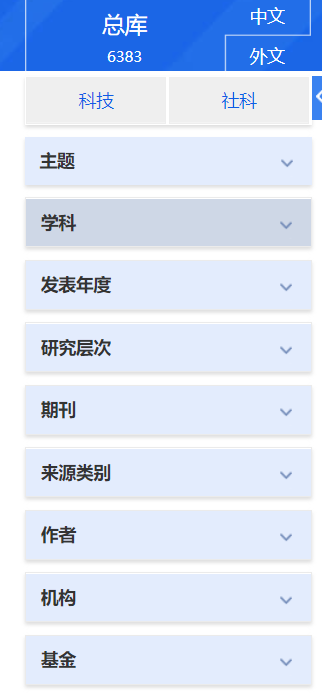 总库
中文
6383
外文
科技
社科
主题
学科
发表年度
研究层次
期刊
来源类别
作者
机构
基金